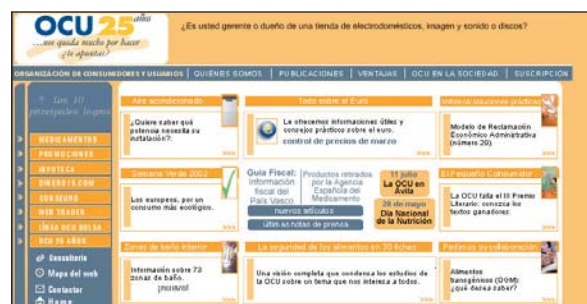 OCU 25 años
...nos queda mucho por hacer
¿te apuntas?
¿Es usted gerente o dueño de una tienda de electrodomésticos, imagen y sonido o discos?
ORGANIZACIÓN DE CONSUMIDORES Y USUARIOS | QUIÉNES SOMOS | PUBLICACIONES | VENTAJAS | OCU EN LA SOCIEDAD | SUSCRIPCIÓN
Los 10
principales logros
MEDICAMENTOS
PROMOCIONES
HIPOTECA
DINERO15.COM
CONSEURO
WEB TRADER
LÍNEA OCU BOLSA
OCU 25 AÑOS
Consultorio
Mapa del web
Contactar
Home
Aire acondicionado
¿Quiere saber qué
potencia necesita su
instalación?.
>>>
Todo sobre el Euro
Le ofrecemos informaciones útiles y
consejos prácticos sobre el euro.
control de precios de marzo
>>>
soluciones prácticas
Modelo de Reclamación
Económico Administrativa
(número 20).
>>>
Semana Verde 2002
Los europeos, por un
consumo más ecológico.
>>>
Guía Fiscal:
Información
fiscal del
País Vasco
Productos retirados
por la Agencia
Española del
Medicamento
11 julio
La OCU en
Ávila
26 de mayo
Día Nacional
de la Nutrición
nuevos artículos
últimas notas de prensa
El Pequeño Consumidor
La OCU falla el III Premio
Literario: conozca los
textos ganadores.
>>>
Zonas de baño interior
Información sobre 73
zonas de baño.
¡nuevo!
>>>
La seguridad de los alimentos en 30 fichas
Una visión completa que condensa los estudios de
la OCU sobre un tema que nos interesa a todos.
>>>
Pedimos su colaboración
Alimentos
transgénicos (OGM):
¿qué desea saber?
>>>